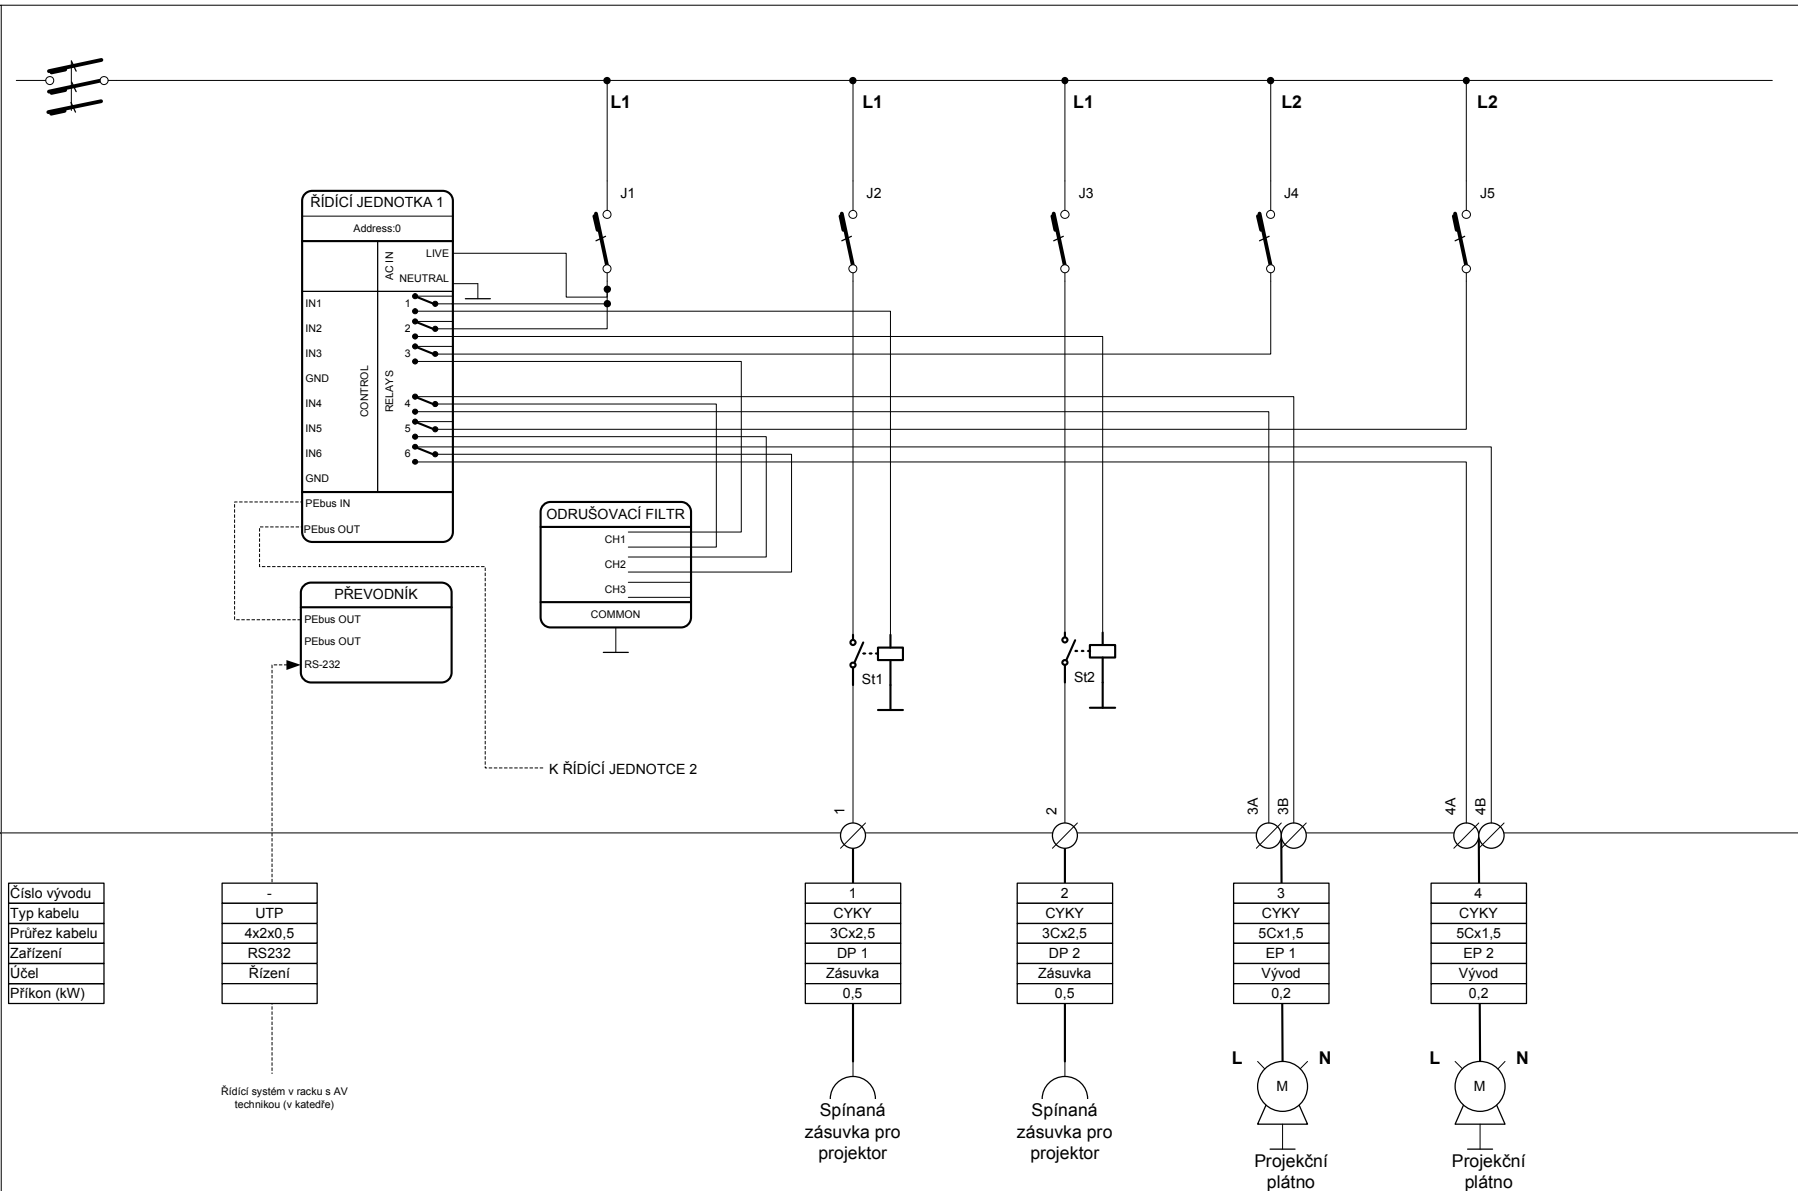 L1
L1
L1
L2
L2
J1
J2
J3
J4
J5
ŘÍDÍCÍ JEDNOTKA 1
Address:0
AC IN
LIVE
NEUTRAL
CONTROL
RELAYS
IN1
1
IN2
2
IN3
3
GND
IN4
4
IN5
5
IN6
6
GND
PEbus IN
PEbus OUT
ODRUŠOVACÍ FILTR
CH1
CH2
CH3
COMMON
PŘEVODNÍK
PEbus OUT
PEbus OUT
RS-232
St1
St2
K ŘÍDÍCÍ JEDNOTCE 2
1
2
3A
3B
4A
4B
Číslo vývodu
Typ kabelu
Průřez kabelu
Zařízení
Účel
Příkon (kW)
-
UTP
4x2x0,5
RS232
Řízení
1
CYKY
3Cx2,5
DP 1
Zásuvka
0,5
2
CYKY
3Cx2,5
DP 2
Zásuvka
0,5
3
CYKY
5Cx1,5
EP 1
Vývod
0,2
4
CYKY
5Cx1,5
EP 2
Vývod
0,2
Řídící systém v racku s AV
technikou (v katedře)
Spínaná
zásuvka pro
projektor
Spínaná
zásuvka pro
projektor
L
N
M
Projekční
plátno
L
N
M
Projekční
plátno